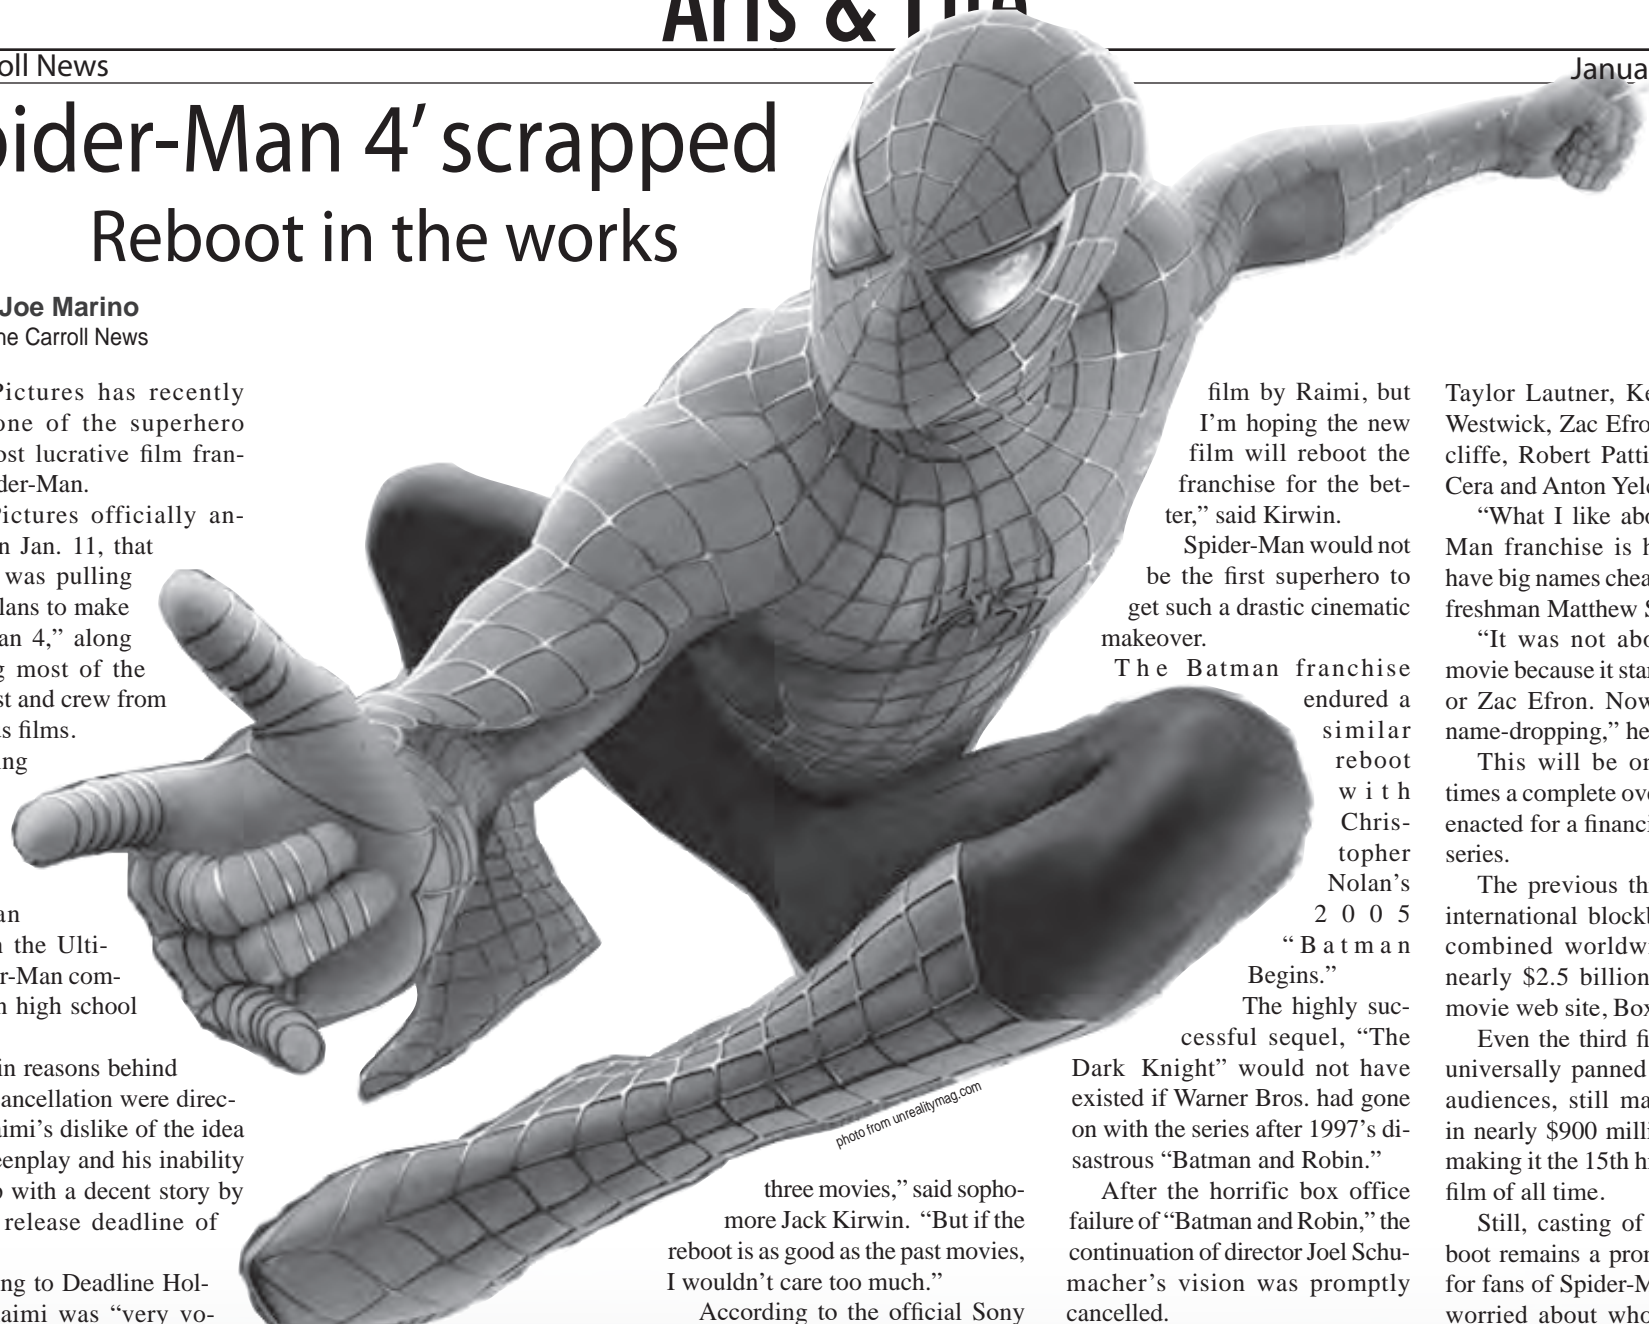 Arts & Life
oll News
Janua
ider-Man 4’ scrapped
Reboot in the works
Joe Marino
he Carroll News
Pictures has recently
one of the superhero
ost lucrative film fran-
der-Man.
Pictures officially an-
n Jan. 11, that
was pulling
lans to make
an 4,” along
g most of the
st and crew from
s films.
ng
an
n the Ulti-
r-Man com-
n high school
in reasons behind
ancellation were direc-
aimi’s dislike of the idea
eenplay and his inability
p with a decent story by
release deadline of
ng to Deadline Hol-
aimi was “very vo-
photo from unrealitymag.com
three movies,” said sopho-
more Jack Kirwin. “But if the
reboot is as good as the past movies,
I wouldn’t care too much.”
According to the official Sony
film by Raimi, but
I’m hoping the new
film will reboot the
franchise for the bet-
ter,” said Kirwin.
Spider-Man would not
be the first superhero to
get such a drastic cinematic
makeover.
The Batman franchise
endured a
similar
reboot
with
Chris-
topher
Nolan’s
2005
“Batman
Begins.”
The highly suc-
cessful sequel, “The
Dark Knight” would not have
existed if Warner Bros. had gone
on with the series after 1997’s di-
sastrous “Batman and Robin.”
After the horrific box office
failure of “Batman and Robin,” the
continuation of director Joel Schu-
macher’s vision was promptly
cancelled.
Taylor Lautner, Ke
Westwick, Zac Efro
cliffe, Robert Patti
Cera and Anton Yelc
“What I like abo
Man franchise is h
have big names chea
freshman Matthew S
“It was not abo
movie because it star
or Zac Efron. Now
name-dropping,” he
This will be on
times a complete ove
enacted for a financi
series.
The previous th
international blockb
combined worldwi
nearly $2.5 billion
movie web site, Box
Even the third fi
universally panned
audiences, still ma
in nearly $900 milli
making it the 15th hi
film of all time.
Still, casting of
boot remains a pror
for fans of Spider-M
worried about who